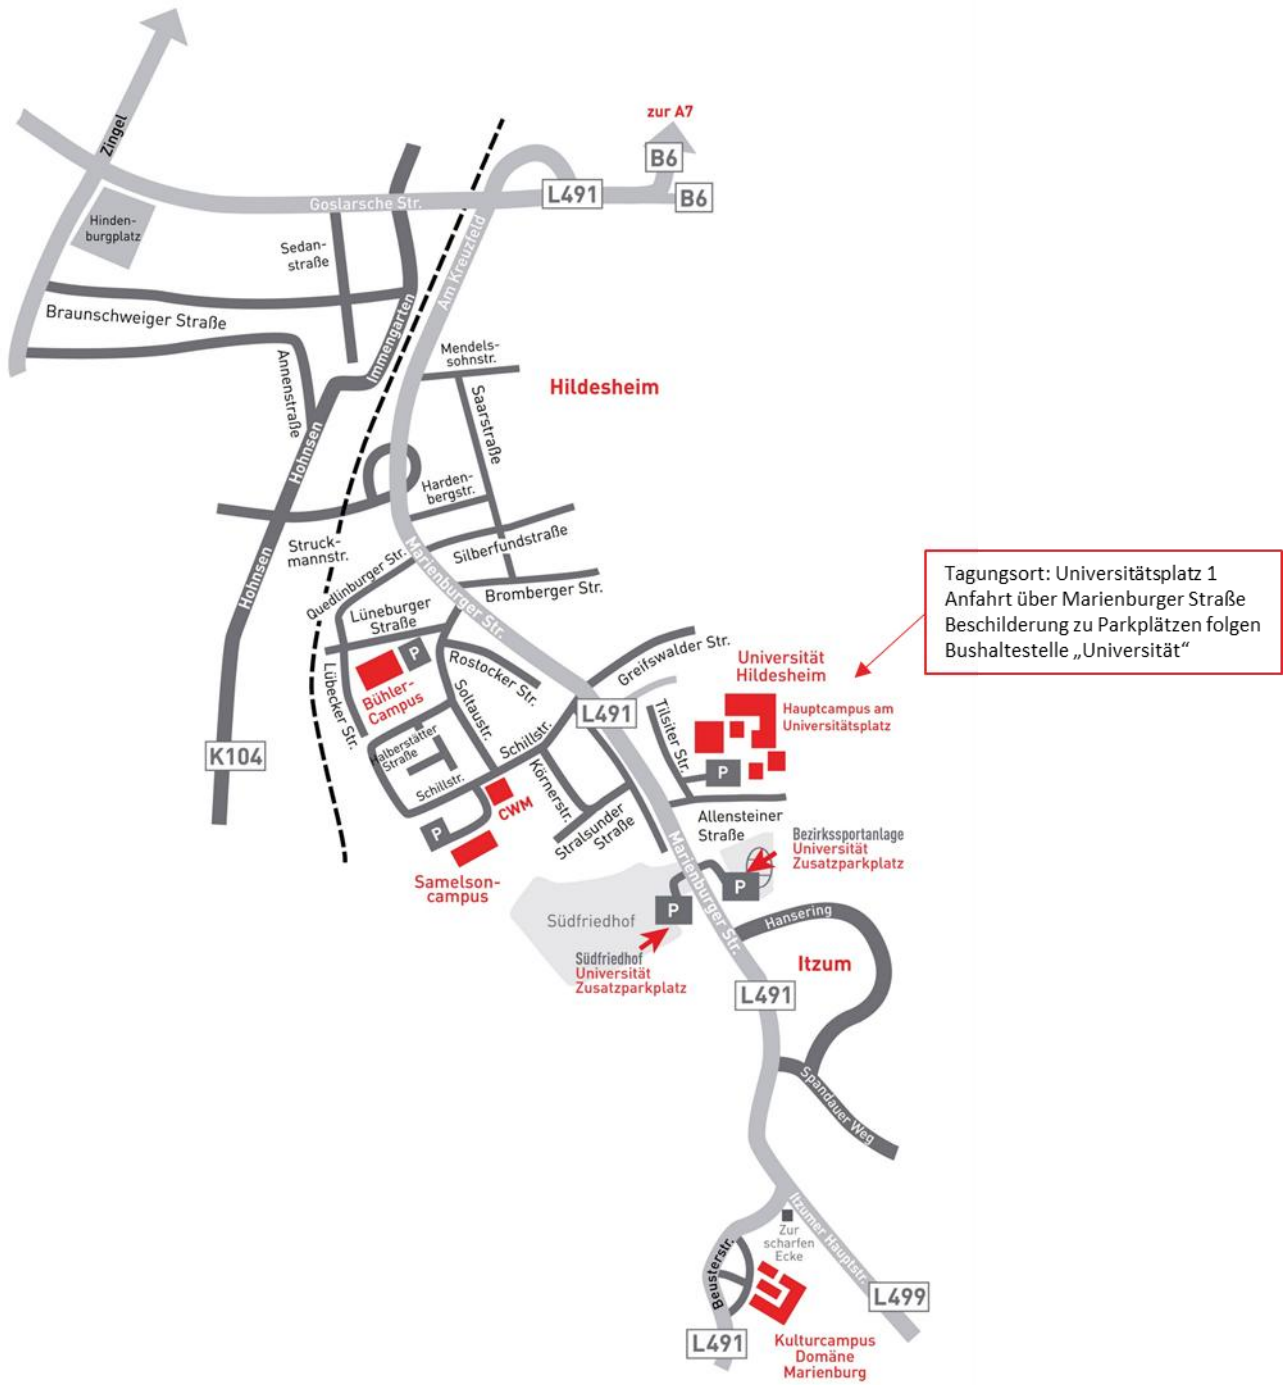 Zingel
zur A7
B6
L491
B6
Goslarsche Str.
Hinden-
burgplatz
Sedan-
straße
Am Kreuzfeld
Braunschweiger Straße
Immengarten
Annenstraße
Mendels-
sohnstr.
Hildesheim
Saarstraße
Hohnsen
Harden-
bergstr.
Struck-
mannstr.
Silberfundstraße
Hohnsen
Quedlinburger Str.
Marienburger Str.
Bromberger Str.
Lüneburger
Straße
Tagungsort: Universitätsplatz 1
Anfahrt über Marienburger Straße
Beschilderung zu Parkplätzen folgen
Bushaltestelle „Universität“
P
Rostocker Str.
Greifswalder Str.
Universität
Hildesheim
Lübecker Str.
Bühler-
Campus
Soltaustr.
L491
Tilsiter Str.
Hauptcampus am
Universitätsplatz
K104
Halberstätter
Straße
Schillstr.
Schillstr.
Körnerstr.
P
CWM
Stralsunder
Straße
Allensteiner
Straße
P
Samelson-
campus
Marienburger Str.
Bezirkssportanlage
Universität
Zusatzparkplatz
P
P
Südfriedhof
Südfriedhof
Universität
Zusatzparkplatz
Hansering
Itzum
L491
Spandauer Weg
Itzumer Hauptstr.
Zur
scharfen
Ecke
Beusterstr.
L499
L491
Kulturcampus
Domäne
Marienburg